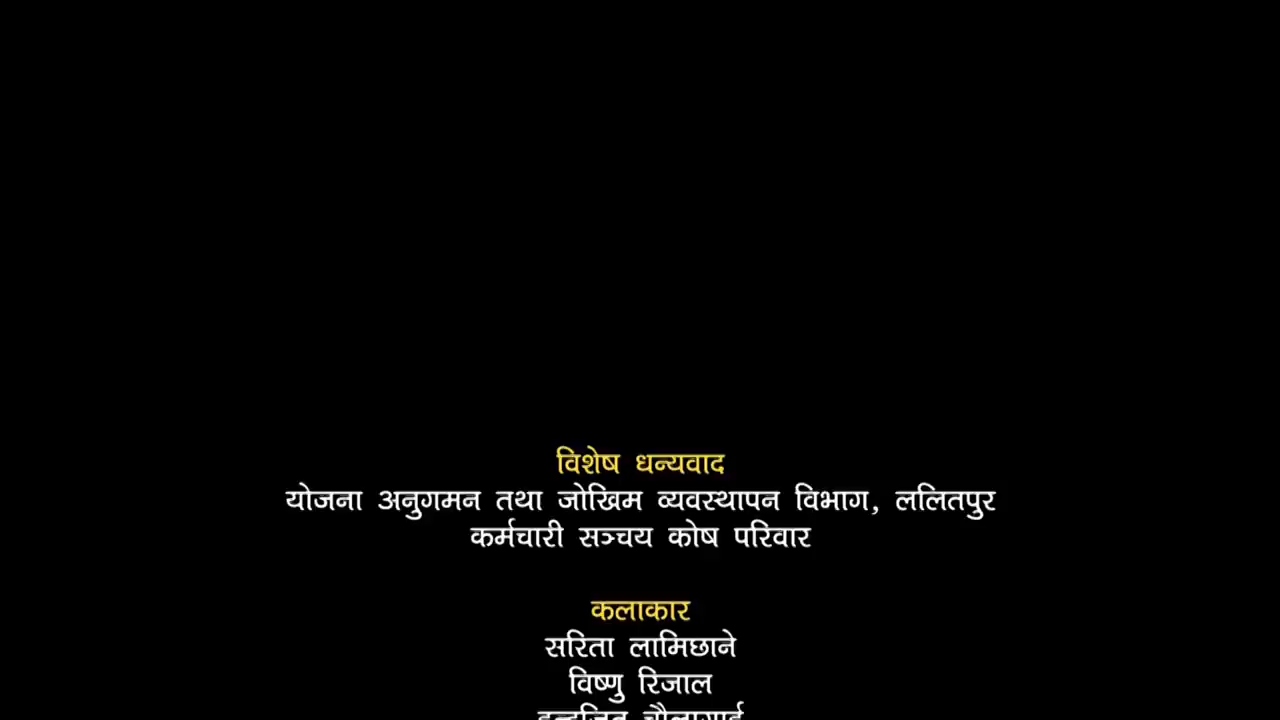 विशेष धन्यवाद
योजना अनुगमन तथा जोखिम व्यवस्थापन विभाग, ललितपुर
कर्मचारी सञ्चय कोष परिवार
कलाकार
सरिता लामिछाने
विष्णु रिजाल